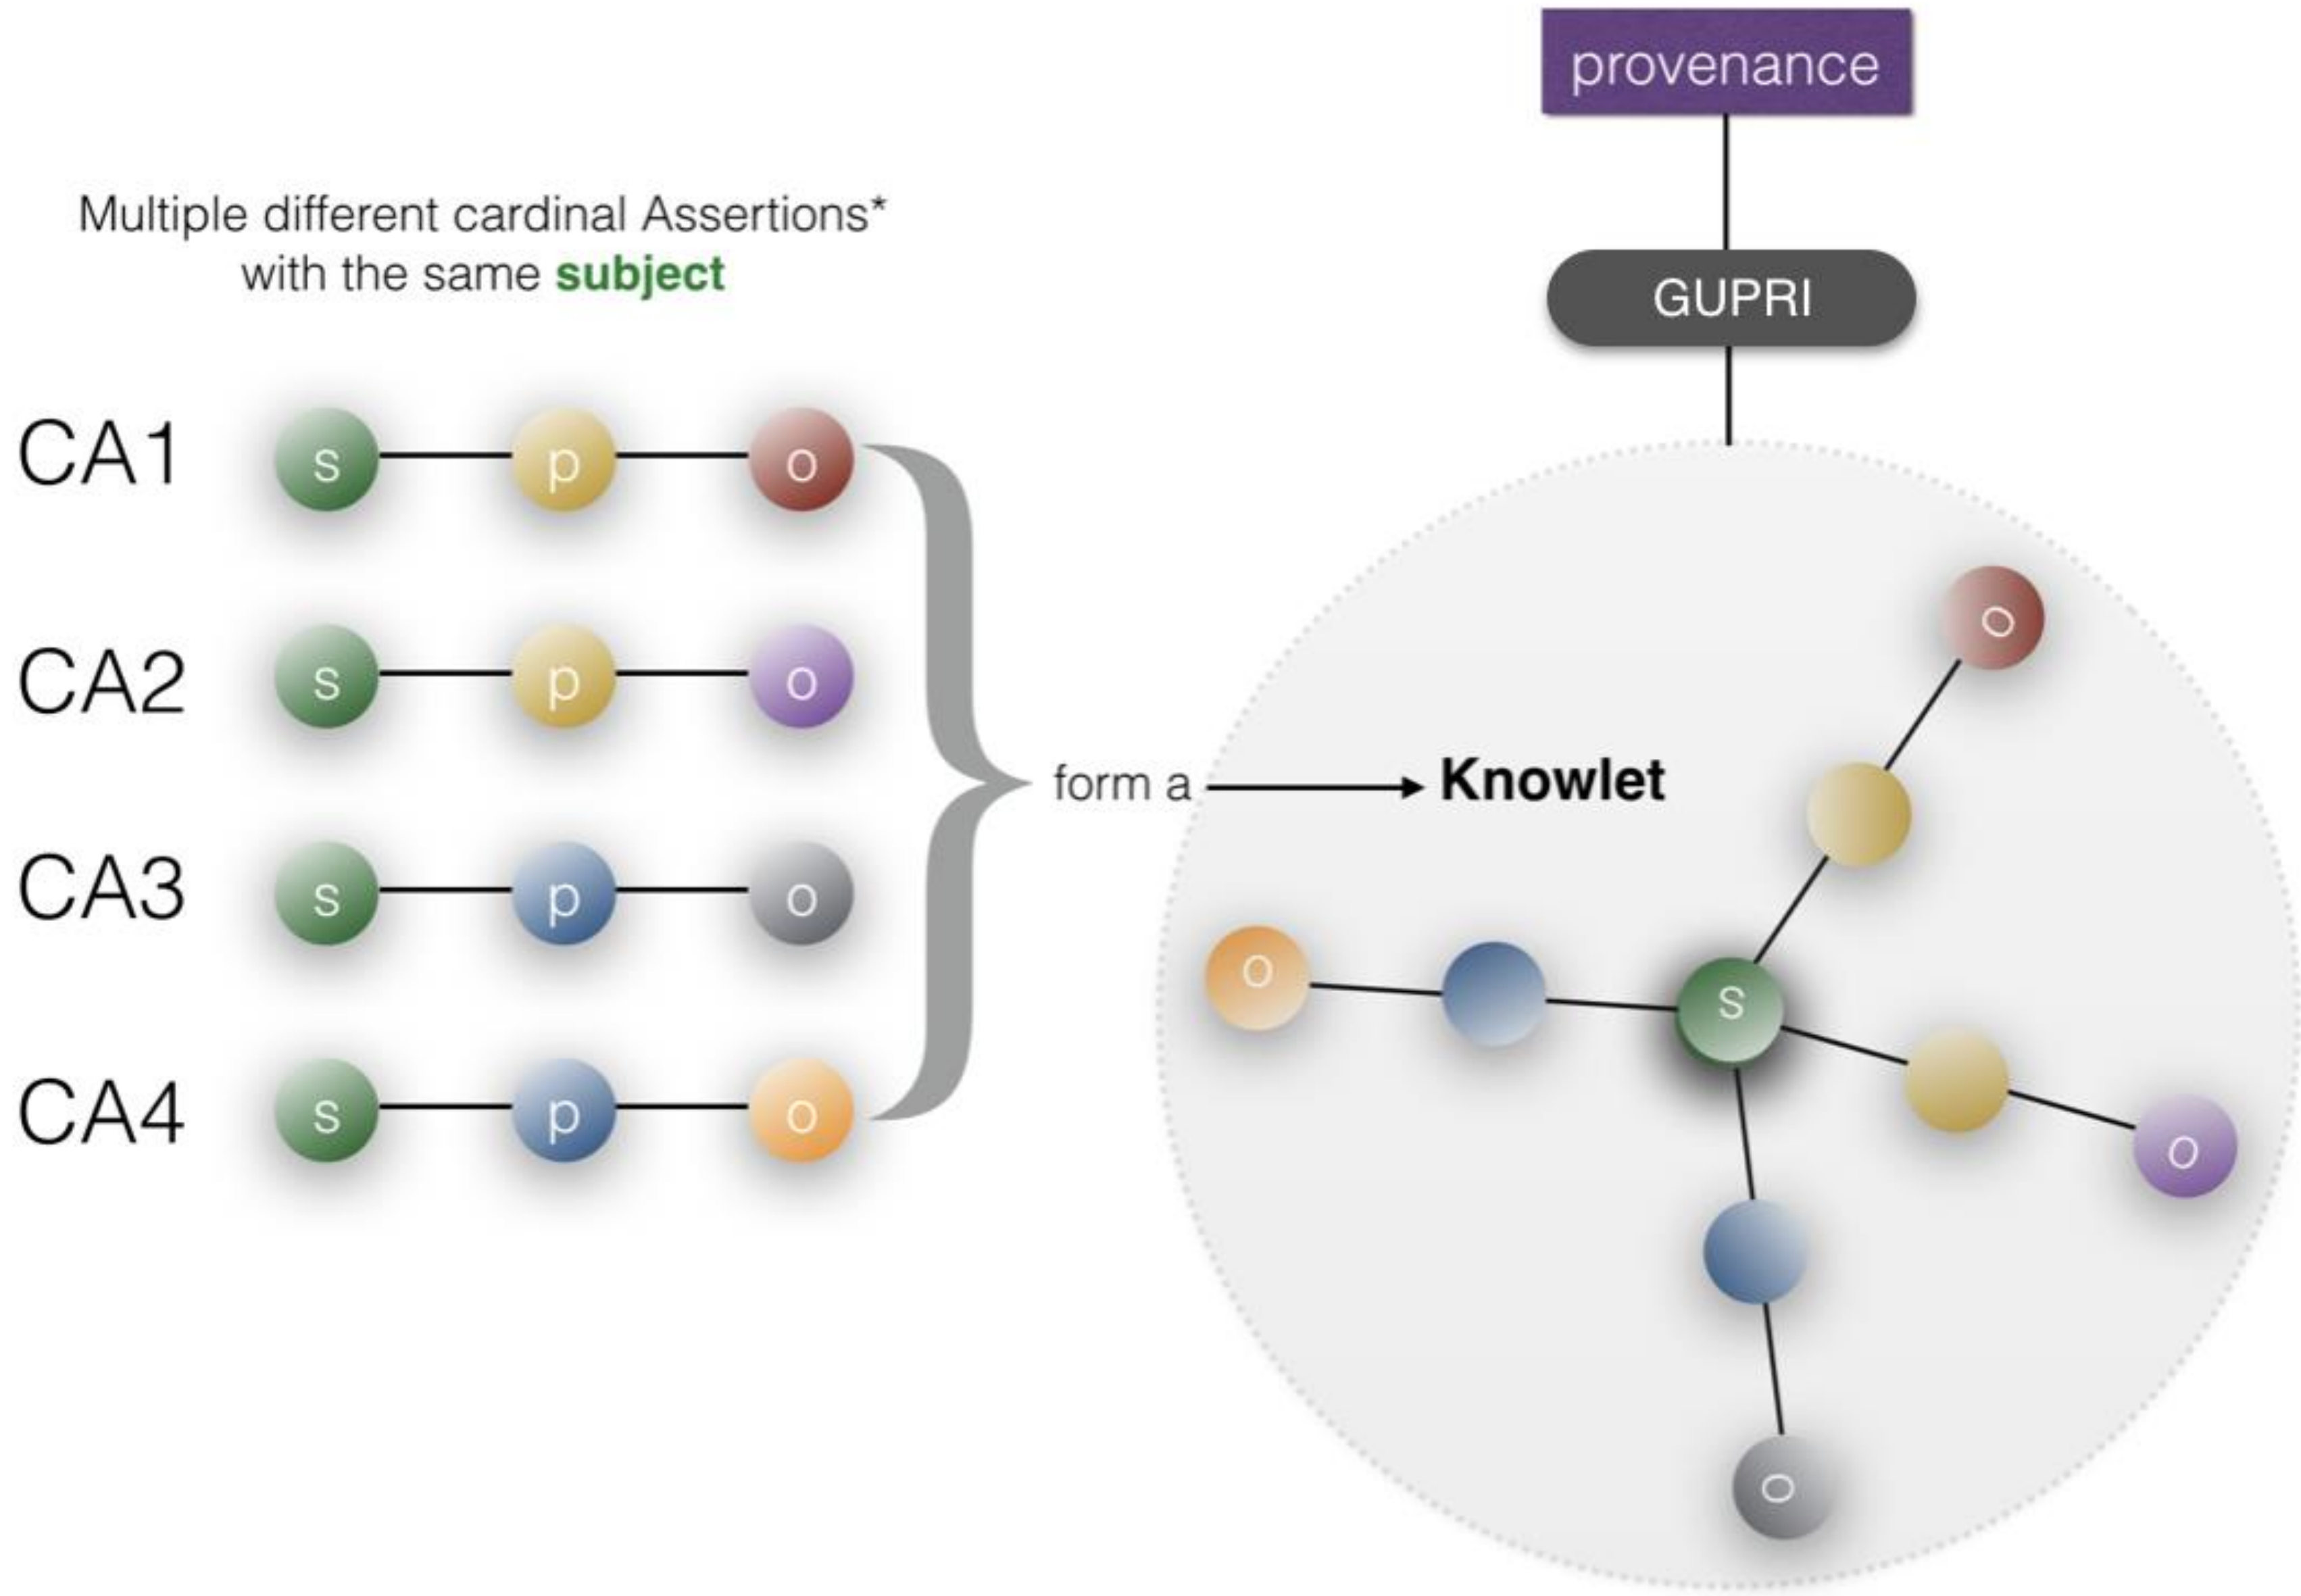 provenance
GUPRI
Multiple different cardinal Assertions*
with the same subject
CA1 s p o
CA2 s p o
CA3 s p o
CA4 s p o
form a Knowlet
o
o
s
o
o